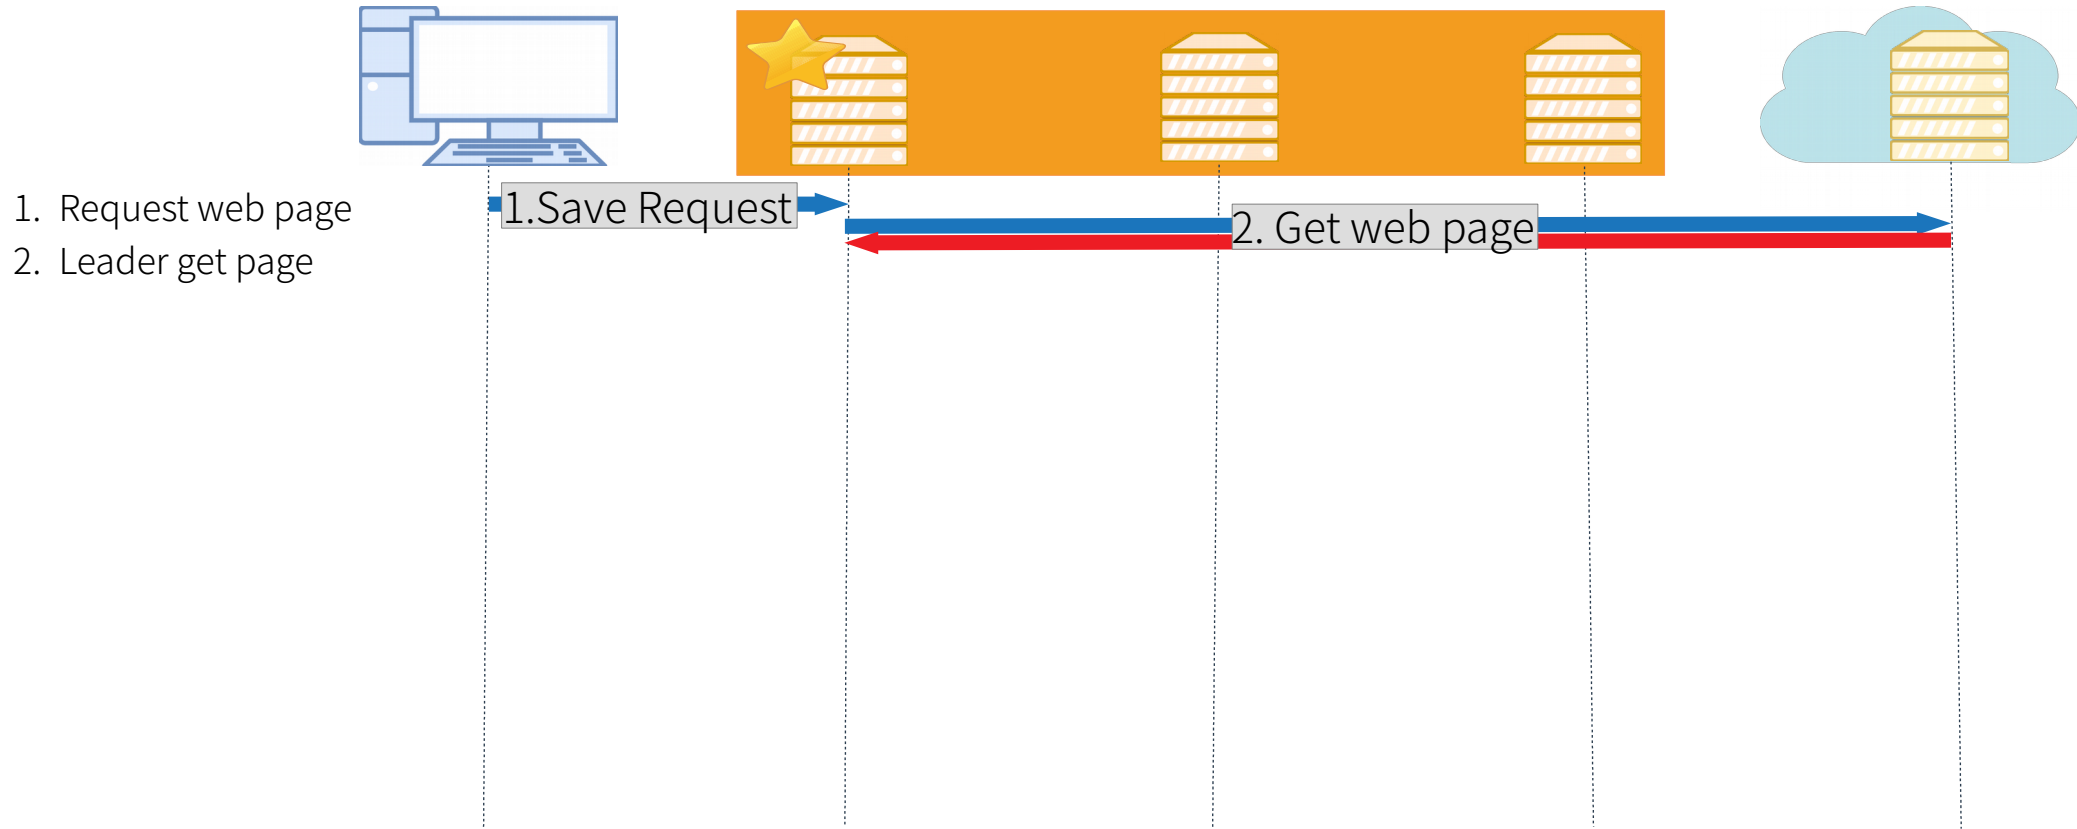 1.Save Request
2. Get web page
1. Request web page
2. Leader get page